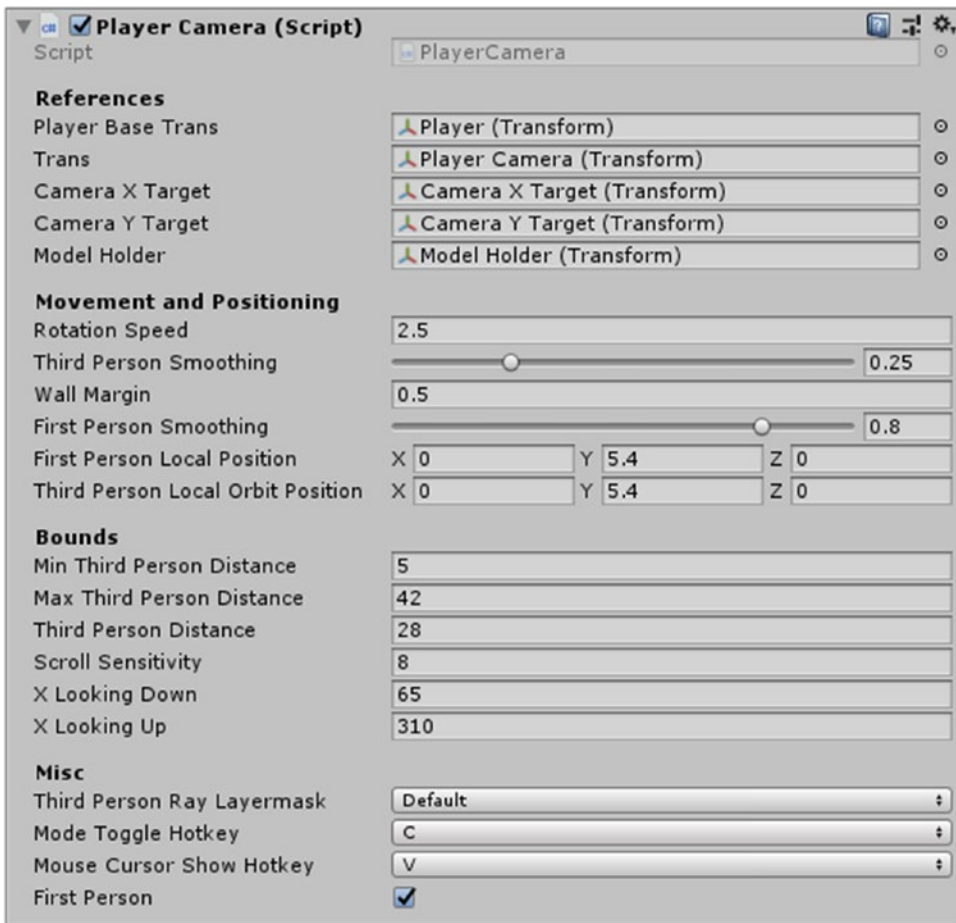 Player Camera (Script)
Script PlayerCamera
References
Player Base Trans Player (Transform)
Trans Player Camera (Transform)
Camera X Target Camera X Target (Transform)
Camera Y Target Camera Y Target (Transform)
Model Holder Model Holder (Transform)
Movement and Positioning
Rotation Speed 2.5
Third Person Smoothing 0.25
Wall Margin 0.5
First Person Smoothing 0.8
First Person Local Position X 0 Y 5.4 Z 0
Third Person Local Orbit Position X 0 Y 5.4 Z 0
Bounds
Min Third Person Distance 5
Max Third Person Distance 42
Third Person Distance 28
Scroll Sensitivity 8
X Looking Down 65
X Looking Up 310
Misc
Third Person Ray Layermask Default
Mode Toggle Hotkey C
Mouse Cursor Show Hotkey V
First Person